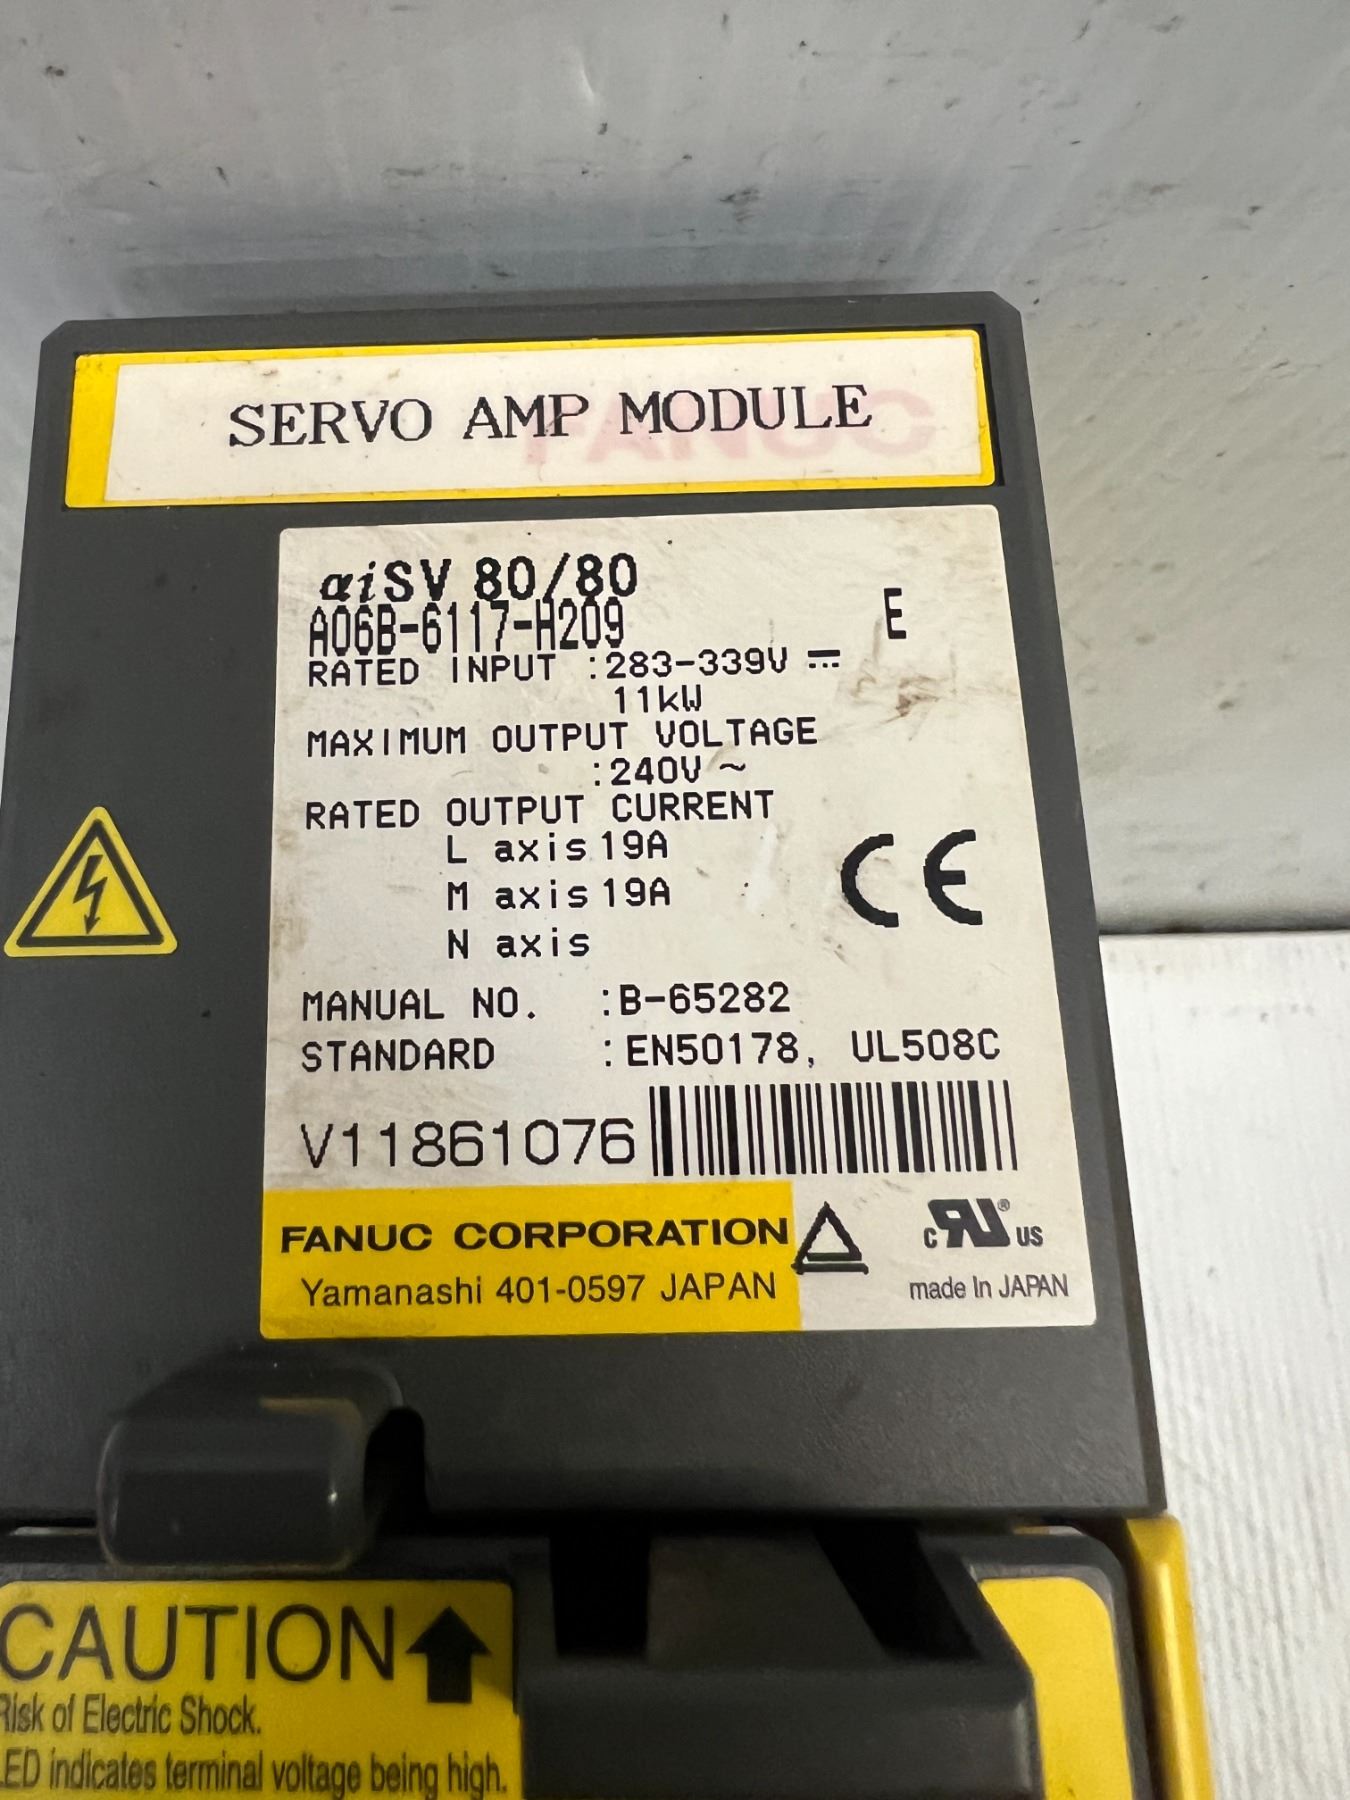 SERVO AMP MODULE
FANUC
αiSV 80/80
A06B-6117-H209 E
RATED INPUT :283-339V ⎓
11kW
MAXIMUM OUTPUT VOLTAGE
:240V ~
RATED OUTPUT CURRENT
L axis 19A
M axis 19A
N axis
MANUAL NO. :B-65282
STANDARD :EN50178, UL508C
CE
V11861076
FANUC CORPORATION
Yamanashi 401-0597 JAPAN
c RU ® US
made In JAPAN
CAUTION
Risk of Electric Shock.
LED indicates terminal voltage being high.